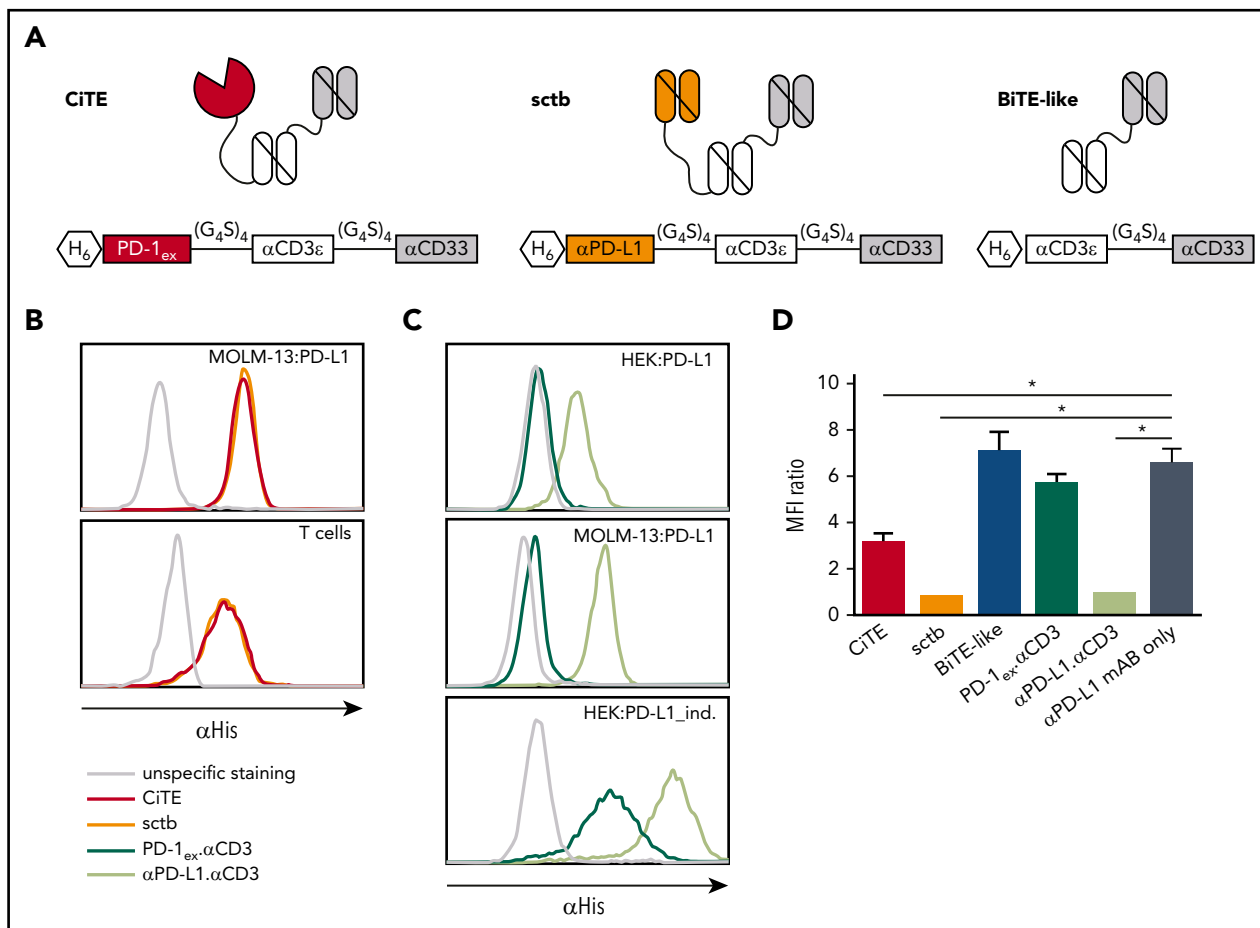 A
CiTE
sctb
BiTE-like
H6 PD-1ex (G4S)4 αCD3ε (G4S)4 αCD33
H6 αPD-L1 (G4S)4 αCD3ε (G4S)4 αCD33
H6 αCD3ε (G4S)4 αCD33
B
MOLM-13:PD-L1
T cells
αHis
unspecific staining
CiTE
sctb
PD-1ex.αCD3
αPD-L1.αCD3
C
HEK:PD-L1
MOLM-13:PD-L1
HEK:PD-L1_ind.
αHis
D
MFI ratio
10
8
6
4
2
0
*
*
*
CiTE
sctb
BiTE-like
PD-1ex.αCD3
αPD-L1.αCD3
αPD-L1 mAB only